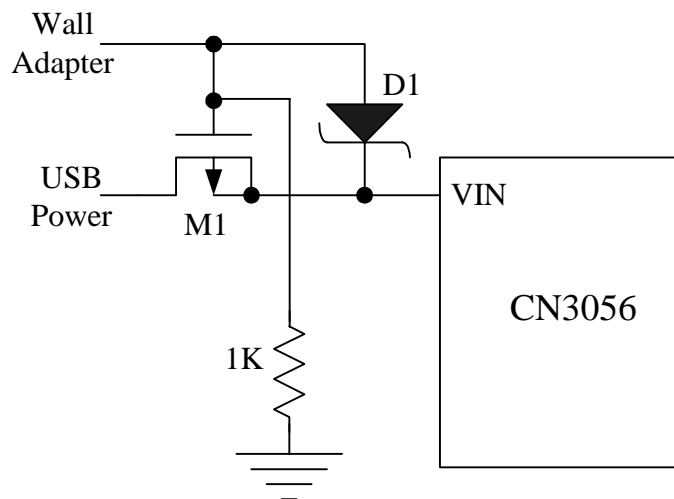 Wall
Adapter
D1
USB
Power
M1
VIN
CN3056
1K